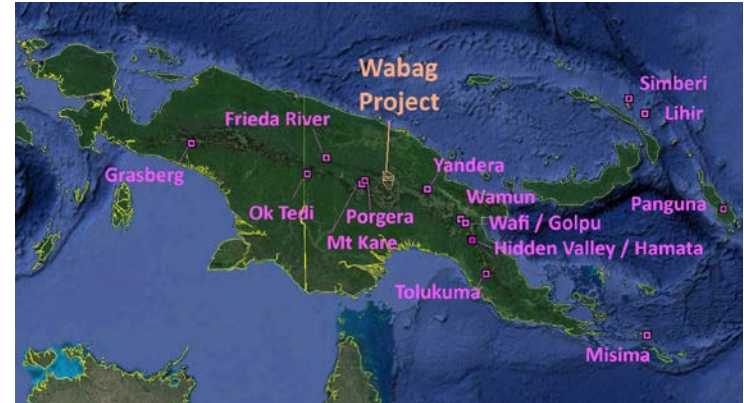 Wabag
Project
Simberi
Lihir
Frieda River
Grasberg
Yandera
Ok Tedi
Porgera
Wamun
Panguna
Wafi / Golpu
Mt Kare
Hidden Valley / Hamata
Tolukuma
Misima